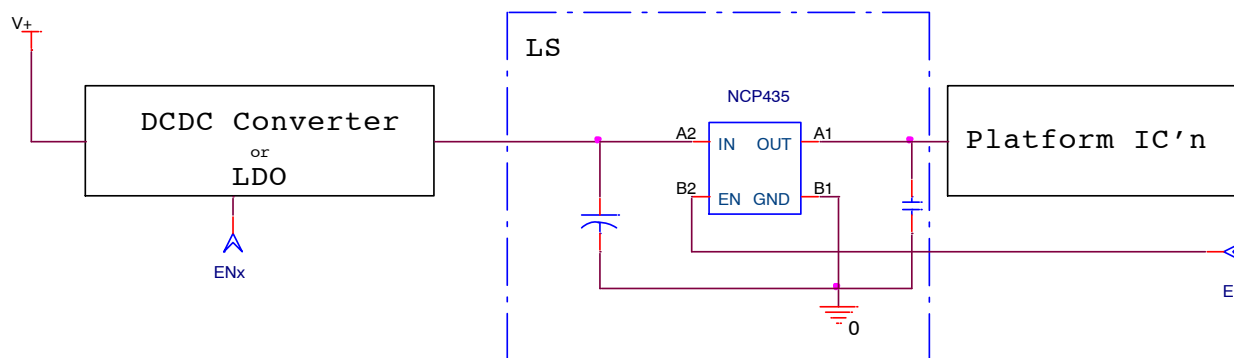 V+
LS
NCP435
DCDC Converter
or
LDO
A2
IN
OUT
A1
Platform IC'n
B2
EN
GND
B1
ENx
E
0